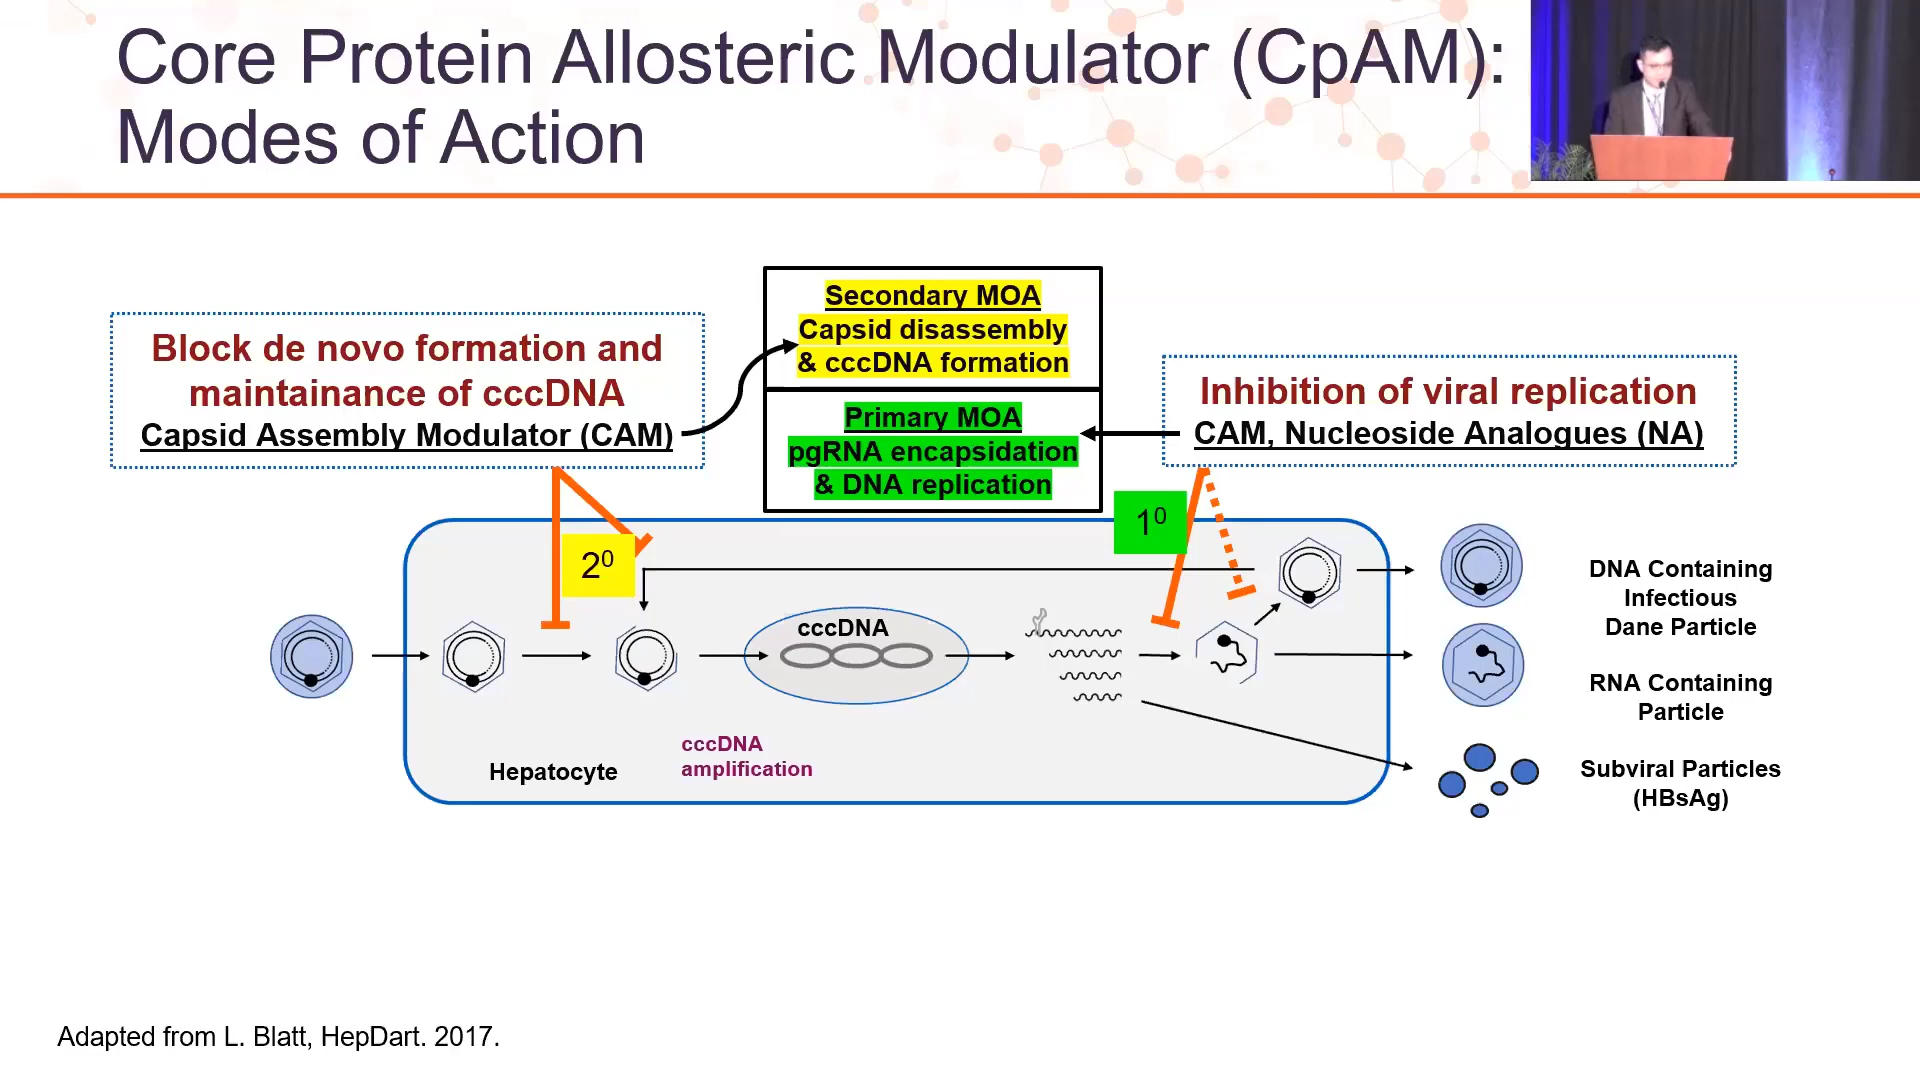 Core Protein Allosteric Modulator (CpAM):
Modes of Action
Secondary MOA
Capsid disassembly
& cccDNA formation
Block de novo formation and
maintainance of cccDNA
Capsid Assembly Modulator (CAM)
Primary MOA
pgRNA encapsidation
& DNA replication
Inhibition of viral replication
CAM, Nucleoside Analogues (NA)
2⁰
1⁰
cccDNA
DNA Containing
Infectious
Dane Particle
RNA Containing
Particle
cccDNA
amplification
Hepatocyte
Subviral Particles
(HBsAg)
Adapted from L. Blatt, HepDart. 2017.